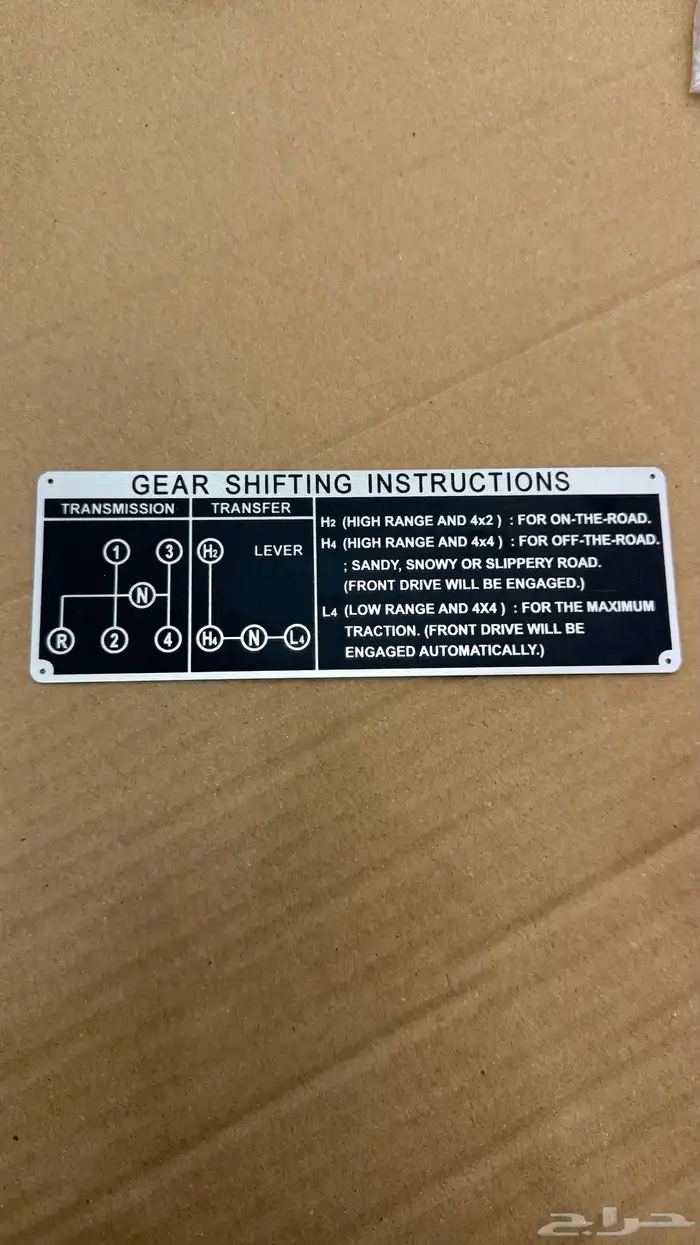 GEAR SHIFTING INSTRUCTIONS
TRANSMISSION
1 3
N
R 2 4
TRANSFER
H2 LEVER
H4 N L4
H2 (HIGH RANGE AND 4x2 ) : FOR ON-THE-ROAD.
H4 (HIGH RANGE AND 4x4 ) : FOR OFF-THE-ROAD.
; SANDY, SNOWY OR SLIPPERY ROAD.
(FRONT DRIVE WILL BE ENGAGED.)
L4 (LOW RANGE AND 4X4 ) : FOR THE MAXIMUM
TRACTION. (FRONT DRIVE WILL BE
ENGAGED AUTOMATICALLY.)
حراج